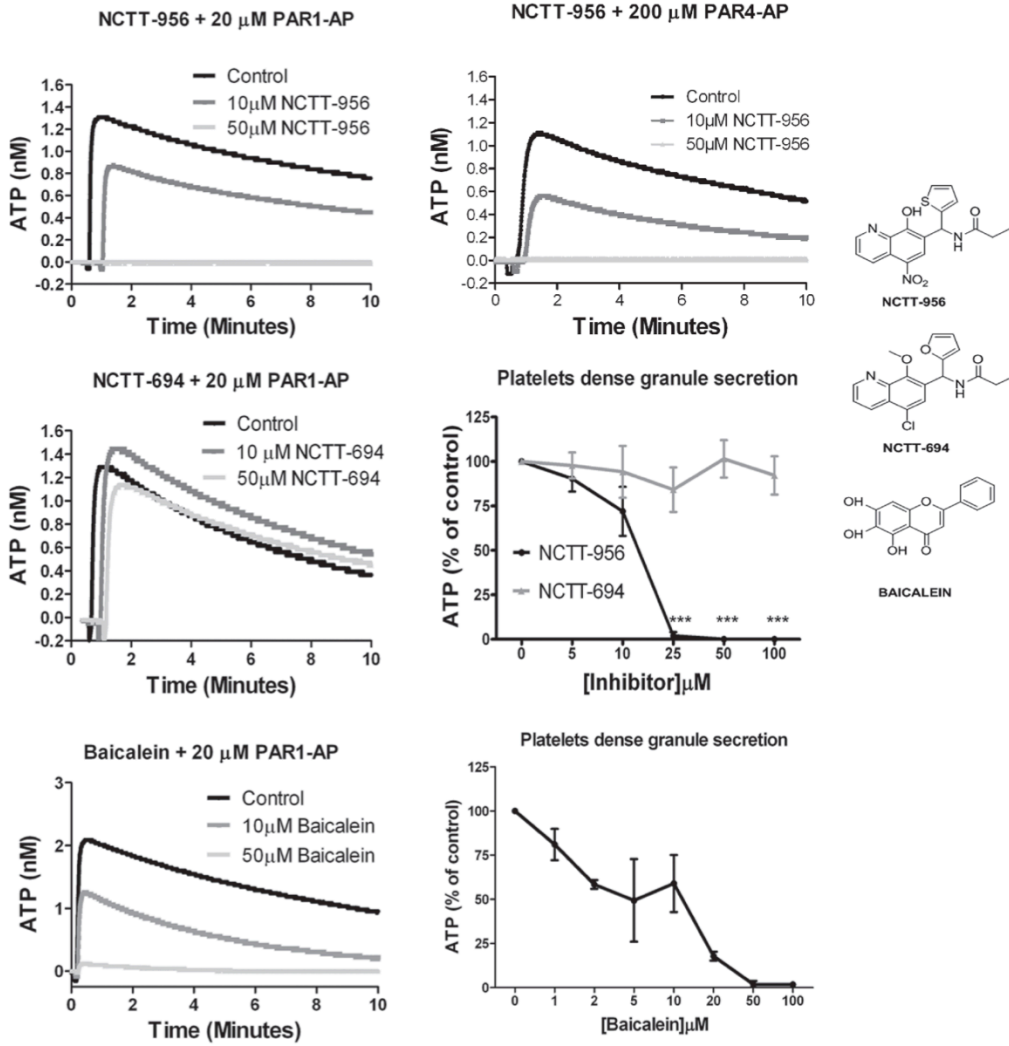 NCTT-956 + 20 μM PAR1-AP
ATP (nM)
1.6
1.4
1.2
1.0
0.8
0.6
0.4
0.2
0.0
-0.2
Control
10μM NCTT-956
50μM NCTT-956
0 2 4 6 8 10
Time (Minutes)
NCTT-956 + 200 μM PAR4-AP
ATP (nM)
1.6
1.4
1.2
1.0
0.8
0.6
0.4
0.2
0.0
-0.2
Control
10μM NCTT-956
50μM NCTT-956
0 2 4 6 8 10
Time (Minutes)
N
OH
S
N
H
O
NO2
NCTT-956
NCTT-694 + 20 μM PAR1-AP
ATP (nM)
1.6
1.4
1.2
1.0
0.8
0.6
0.4
0.2
0.0
-0.2
Control
10 μM NCTT-694
50μM NCTT-694
0 2 4 6 8 10
Time (Minutes)
Platelets dense granule secretion
ATP (% of control)
125
100
75
50
25
0
NCTT-956
NCTT-694
*** *** ***
0 5 10 25 50 100
[Inhibitor]μM
N
O
O
N
H
O
Cl
NCTT-694
HO
OH
OH
O
O
BAICALEIN
Baicalein + 20 μM PAR1-AP
ATP (nM)
3
2
1
0
Control
10μM Baicalein
50μM Baicalein
0 2 4 6 8 10
Time (Minutes)
Platelets dense granule secretion
ATP (% of control)
125
100
75
50
25
0
0 1 2 5 10 20 50 100
[Baicalein]μM